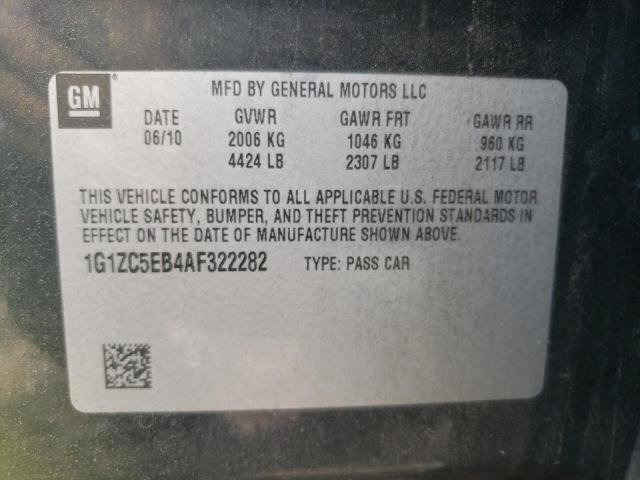 GM ® MFD BY GENERAL MOTORS LLC
DATE GVWR GAWR FRT GAWR RR
06/10 2006 KG 1046 KG 960 KG
4424 LB 2307 LB 2117 LB
THIS VEHICLE CONFORMS TO ALL APPLICABLE U.S. FEDERAL MOTOR
VEHICLE SAFETY, BUMPER, AND THEFT PREVENTION STANDARDS IN
EFFECT ON THE DATE OF MANUFACTURE SHOWN ABOVE.
1G1ZC5EB4AF322282 TYPE: PASS CAR